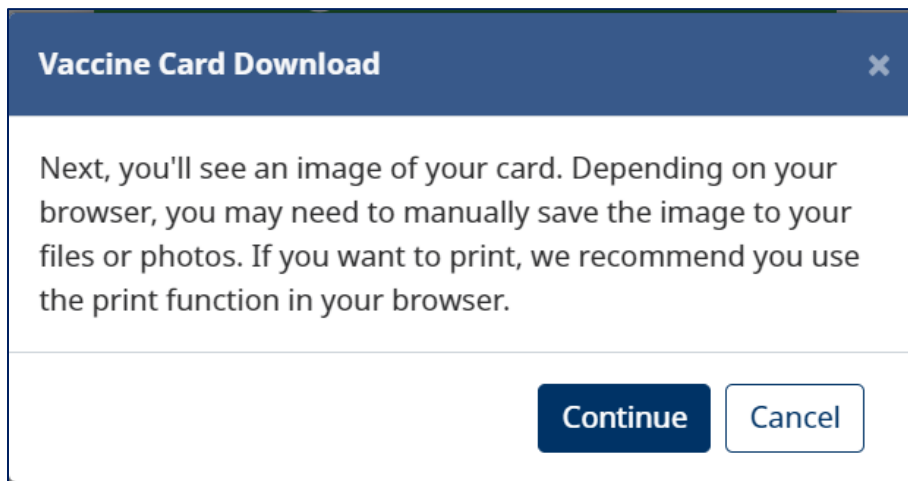 Vaccine Card Download ×
Next, you'll see an image of your card. Depending on your
browser, you may need to manually save the image to your
files or photos. If you want to print, we recommend you use
the print function in your browser.
Continue Cancel